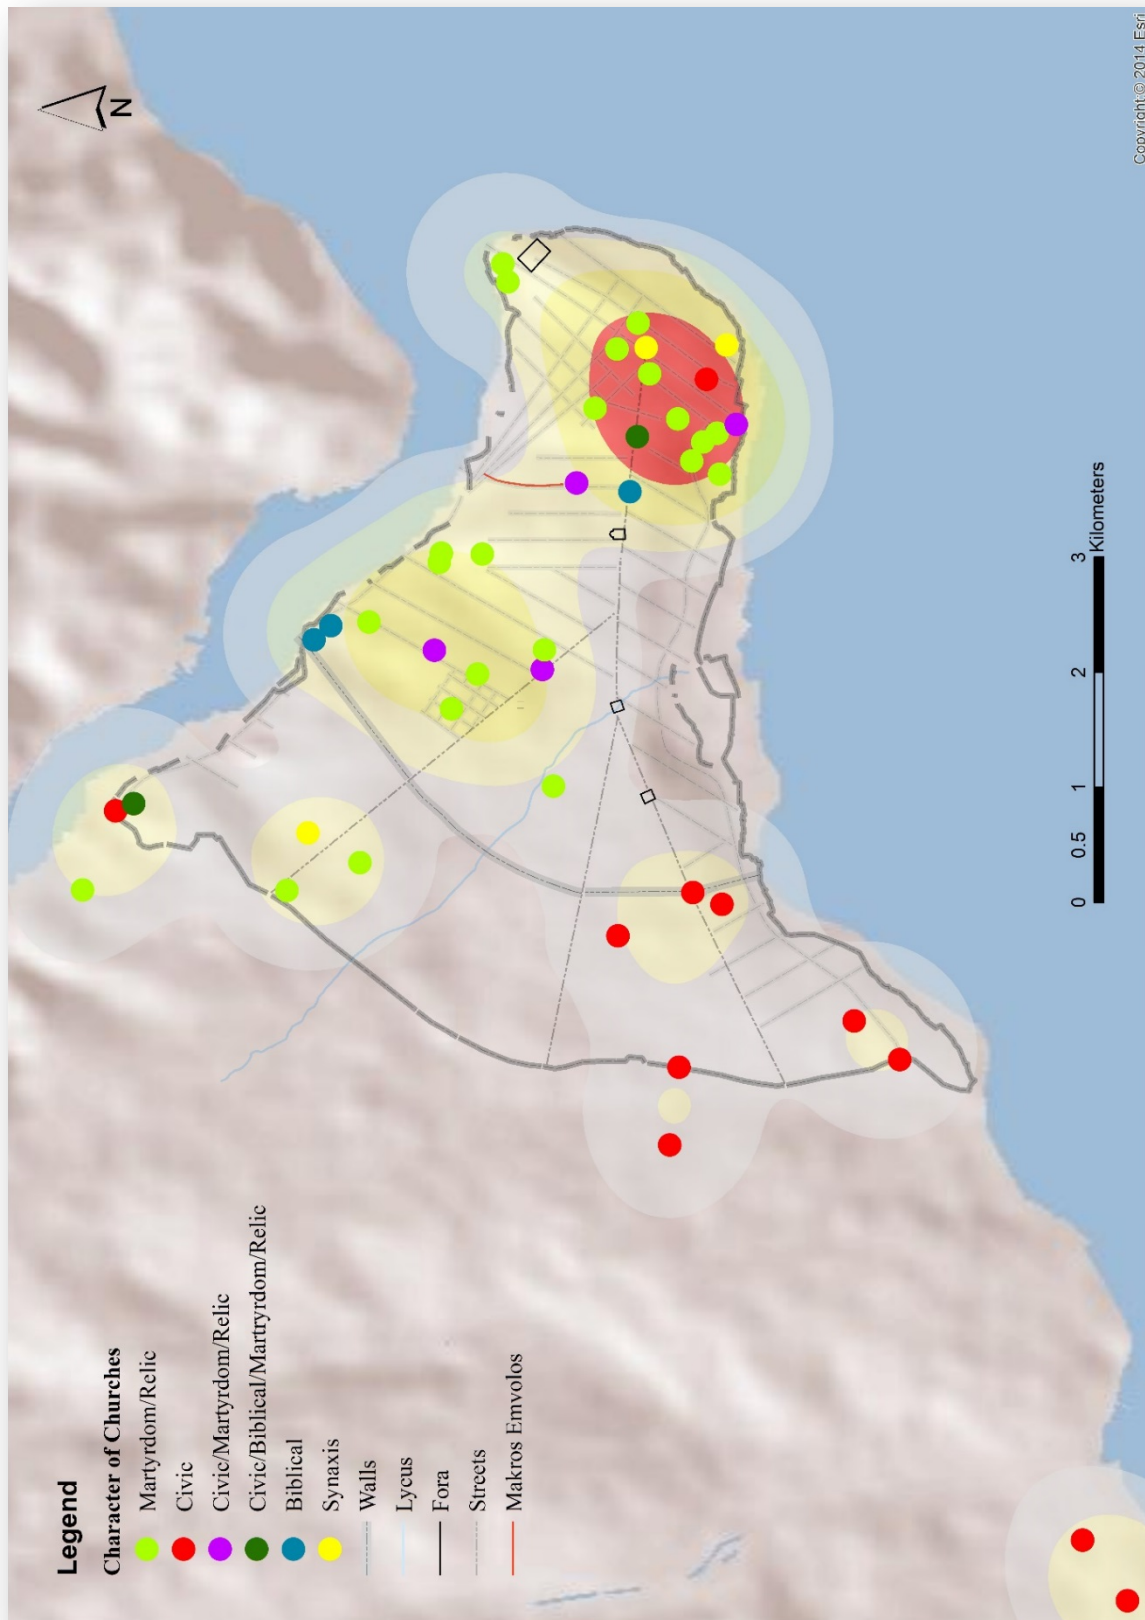 Legend
Character of Churches
Martyrdom/Relic
Civic
Civic/Martyrdom/Relic
Civic/Biblical/Martryrdom/Relic
Biblical
Synaxis
Walls
Lycus
Fora
Streets
Makros Emvolos
N
0 0.5 1 2 3
Kilometers
Copyright:© 2014 Esri